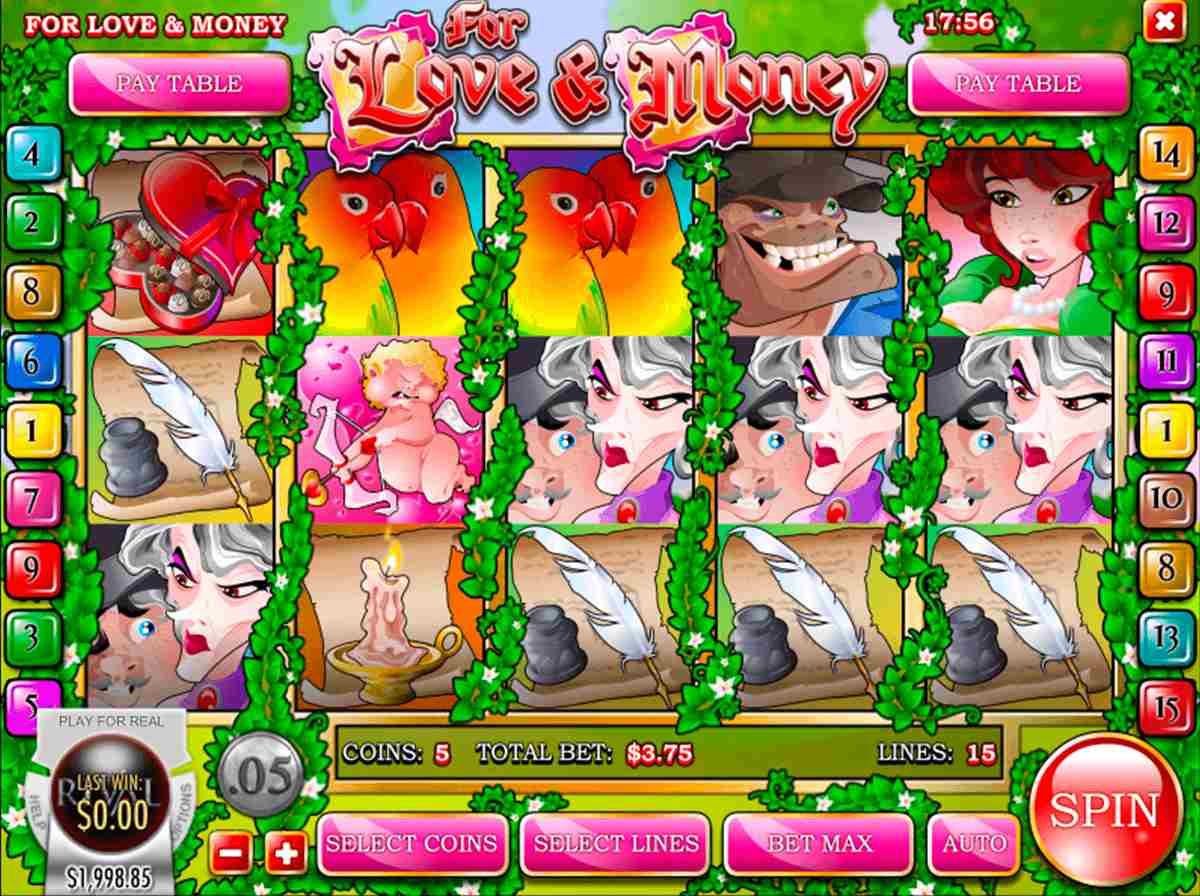 FOR LOVE & MONEY
For
Love & Money
17:56
PAY TABLE
PAY TABLE
4
2
8
6
1
7
9
3
5
14
12
9
11
1
10
8
13
15
PLAY FOR REAL
RIVAL
LAST WIN:
$0.00
HELP
OPTIONS
$1,998.85
.05
COINS: 5 TOTAL BET: $3.75 LINES: 15
SELECT COINS
SELECT LINES
BET MAX
AUTO
SPIN